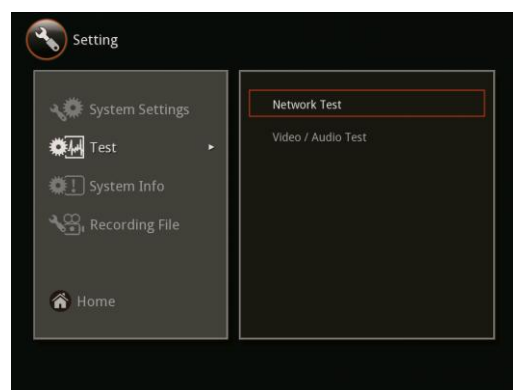 Setting
System Settings
Test
System Info
Recording File
Home
Network Test
Video / Audio Test